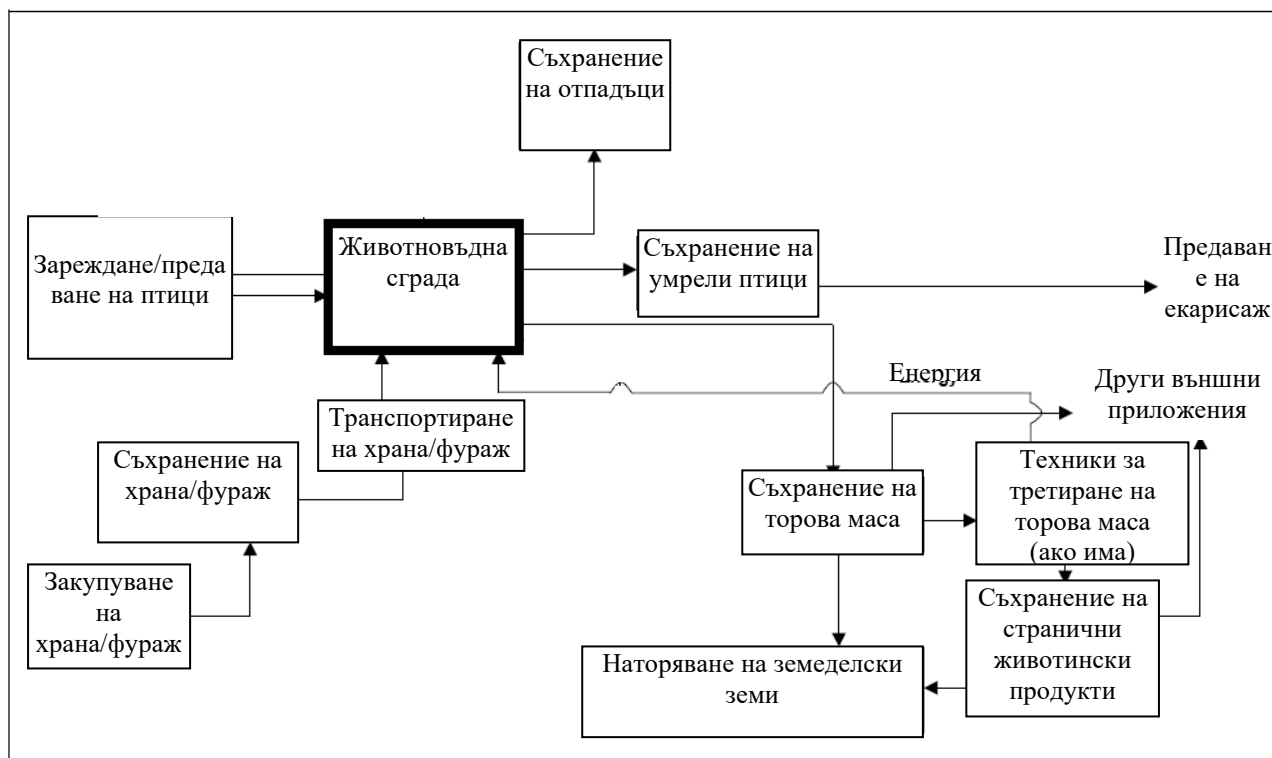 Съхранение
на отпадъци
Зареждане/преда
ване на птици
Животновъдна
сграда
Съхранение на
умрели птици
Предаван
е на
екарисаж
Енергия
Други външни
приложения
Транспортиране
на храна/фураж
Съхранение на
храна/фураж
Закупуване
на
храна/фураж
Съхранение на
торова маса
Техники за
третиране на
торова маса
(ако има)
Съхранение на
странични
животински
продукти
Наторяване на земеделски
земи